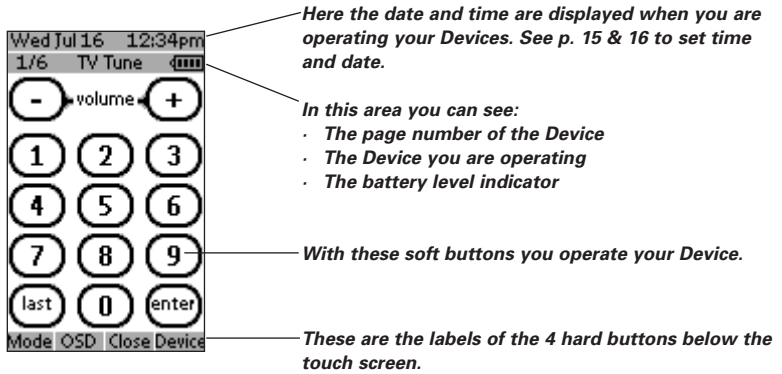 Wed Jul 16 12:34pm
1/6 TV Tune
- volume +
1 2 3
4 5 6
7 8 9
last 0 enter
Mode OSD Close Device
Here the date and time are displayed when you are
operating your Devices. See p. 15 & 16 to set time
and date.
In this area you can see:
· The page number of the Device
· The Device you are operating
· The battery level indicator
With these soft buttons you operate your Device.
These are the labels of the 4 hard buttons below the
touch screen.